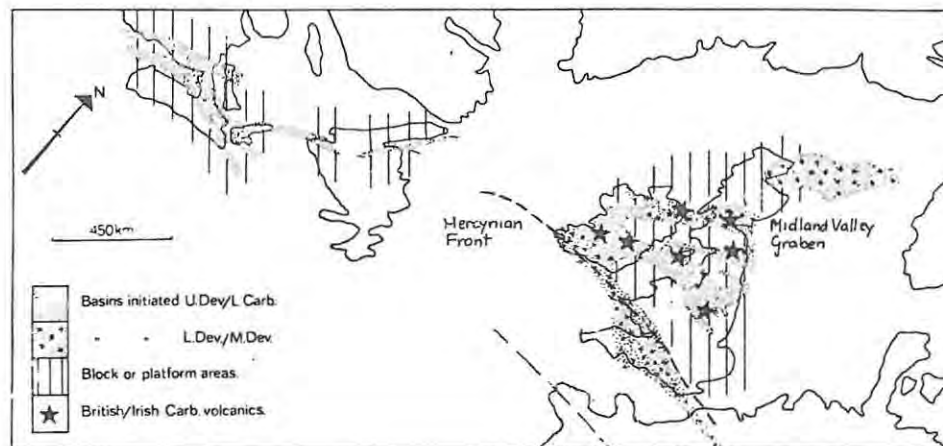 N
450km
Hercynian
Front
Midland Valley
Graben
Basins initiated U.Dev/L Carb.
" " L.Dev./M.Dev.
Block or platform areas.
British/Irish Carb. volcanics.